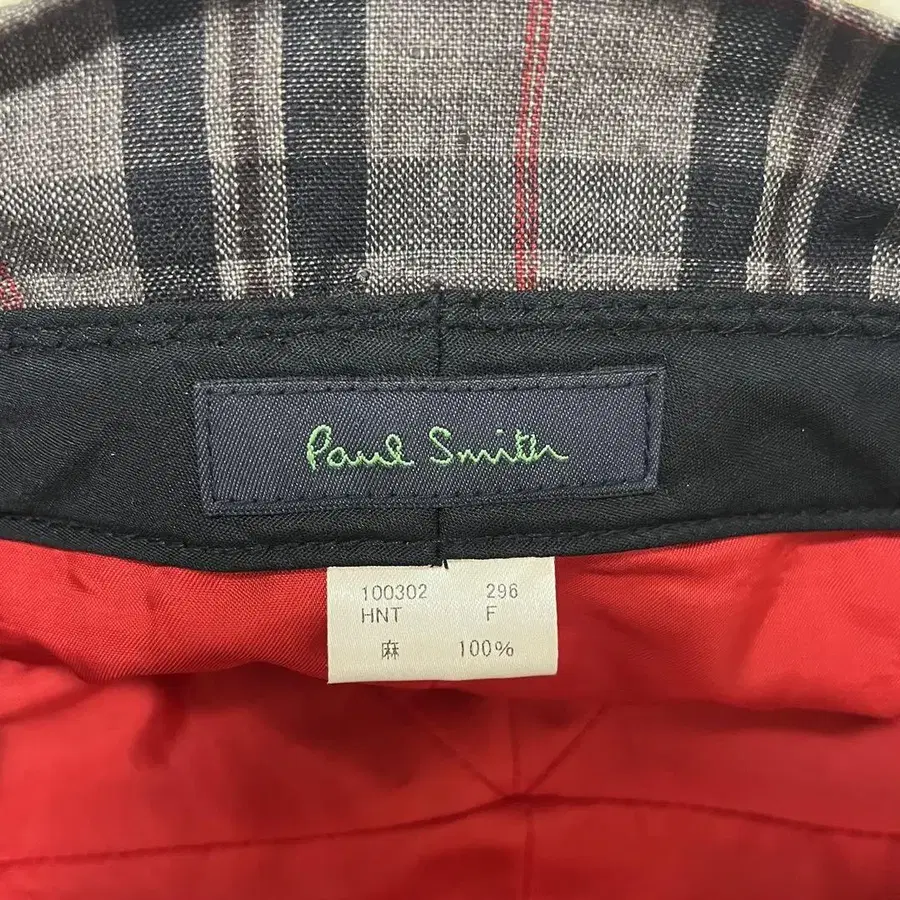 Paul Smith
100302 296
HNT F
麻 100%